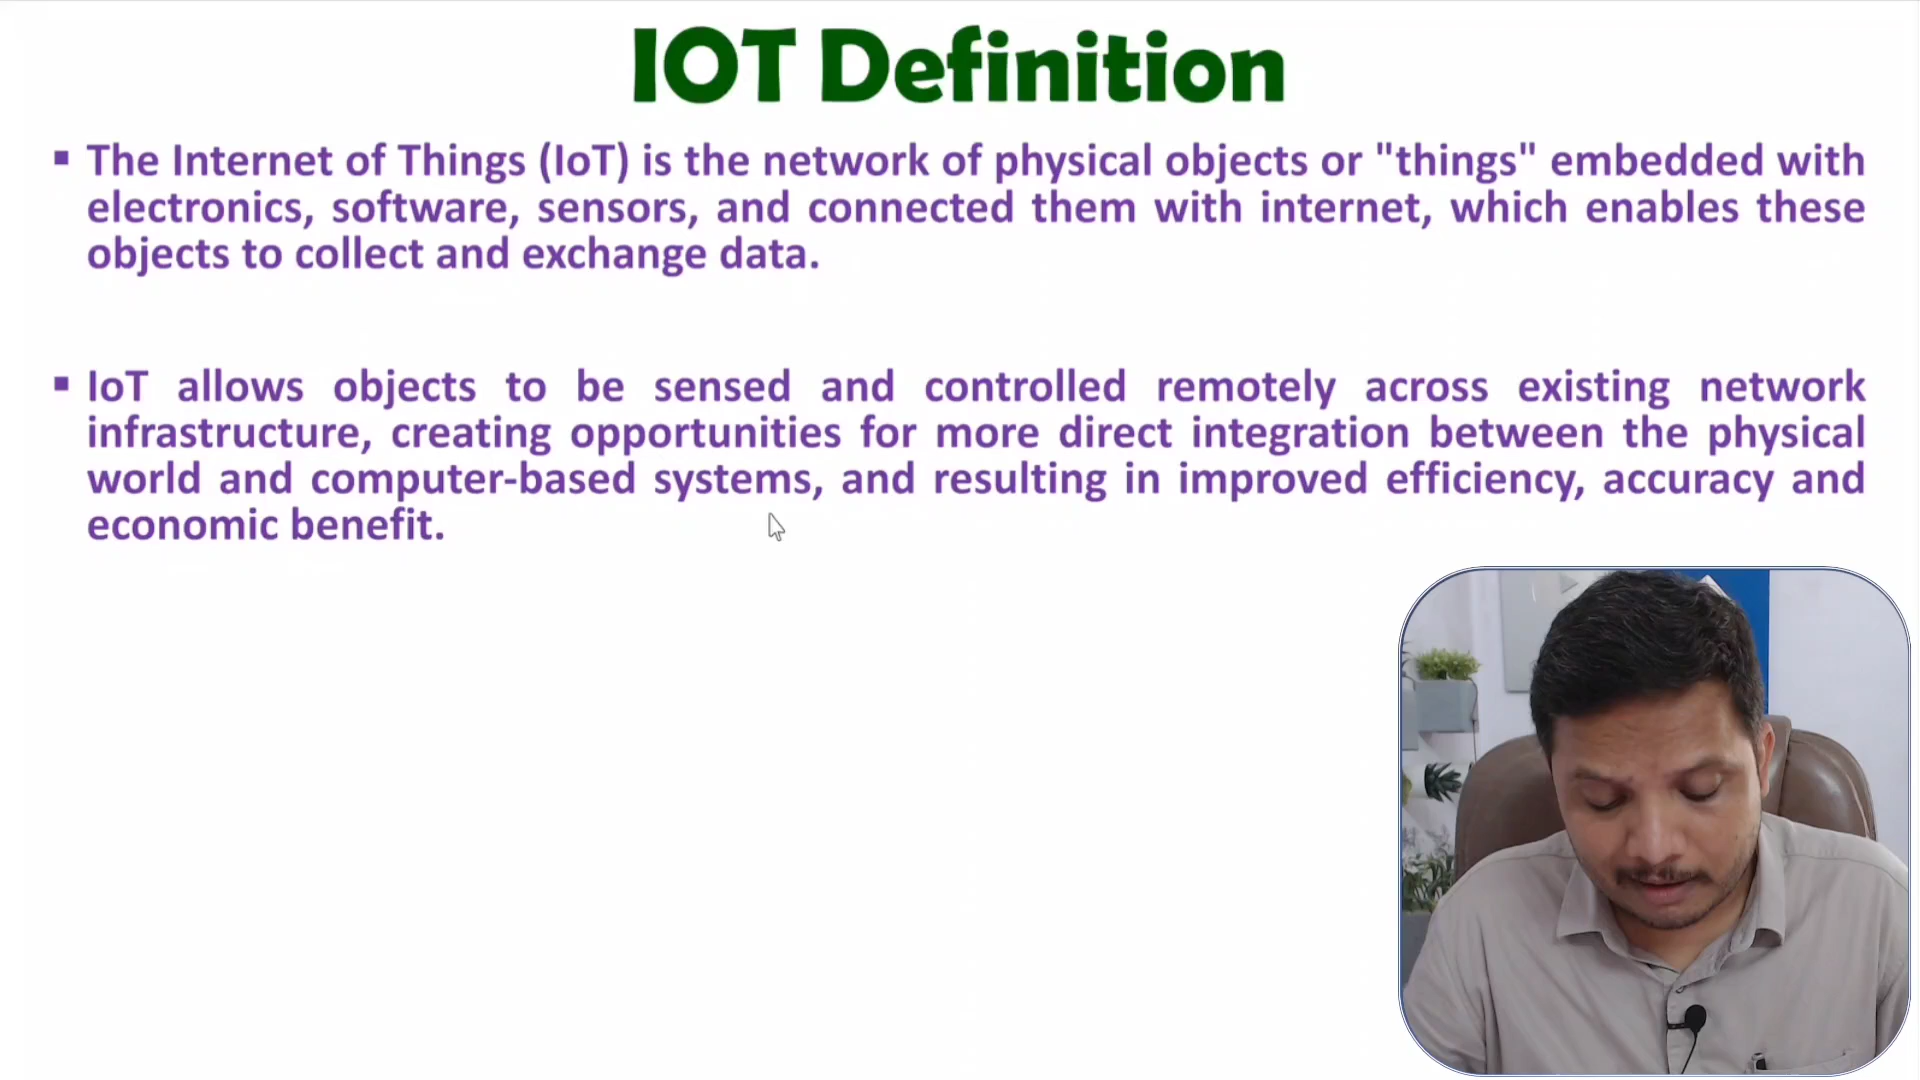 IOT Definition
▪ The Internet of Things (IoT) is the network of physical objects or "things" embedded with
electronics, software, sensors, and connected them with internet, which enables these
objects to collect and exchange data.
▪ IoT allows objects to be sensed and controlled remotely across existing network
infrastructure, creating opportunities for more direct integration between the physical
world and computer-based systems, and resulting in improved efficiency, accuracy and
economic benefit.